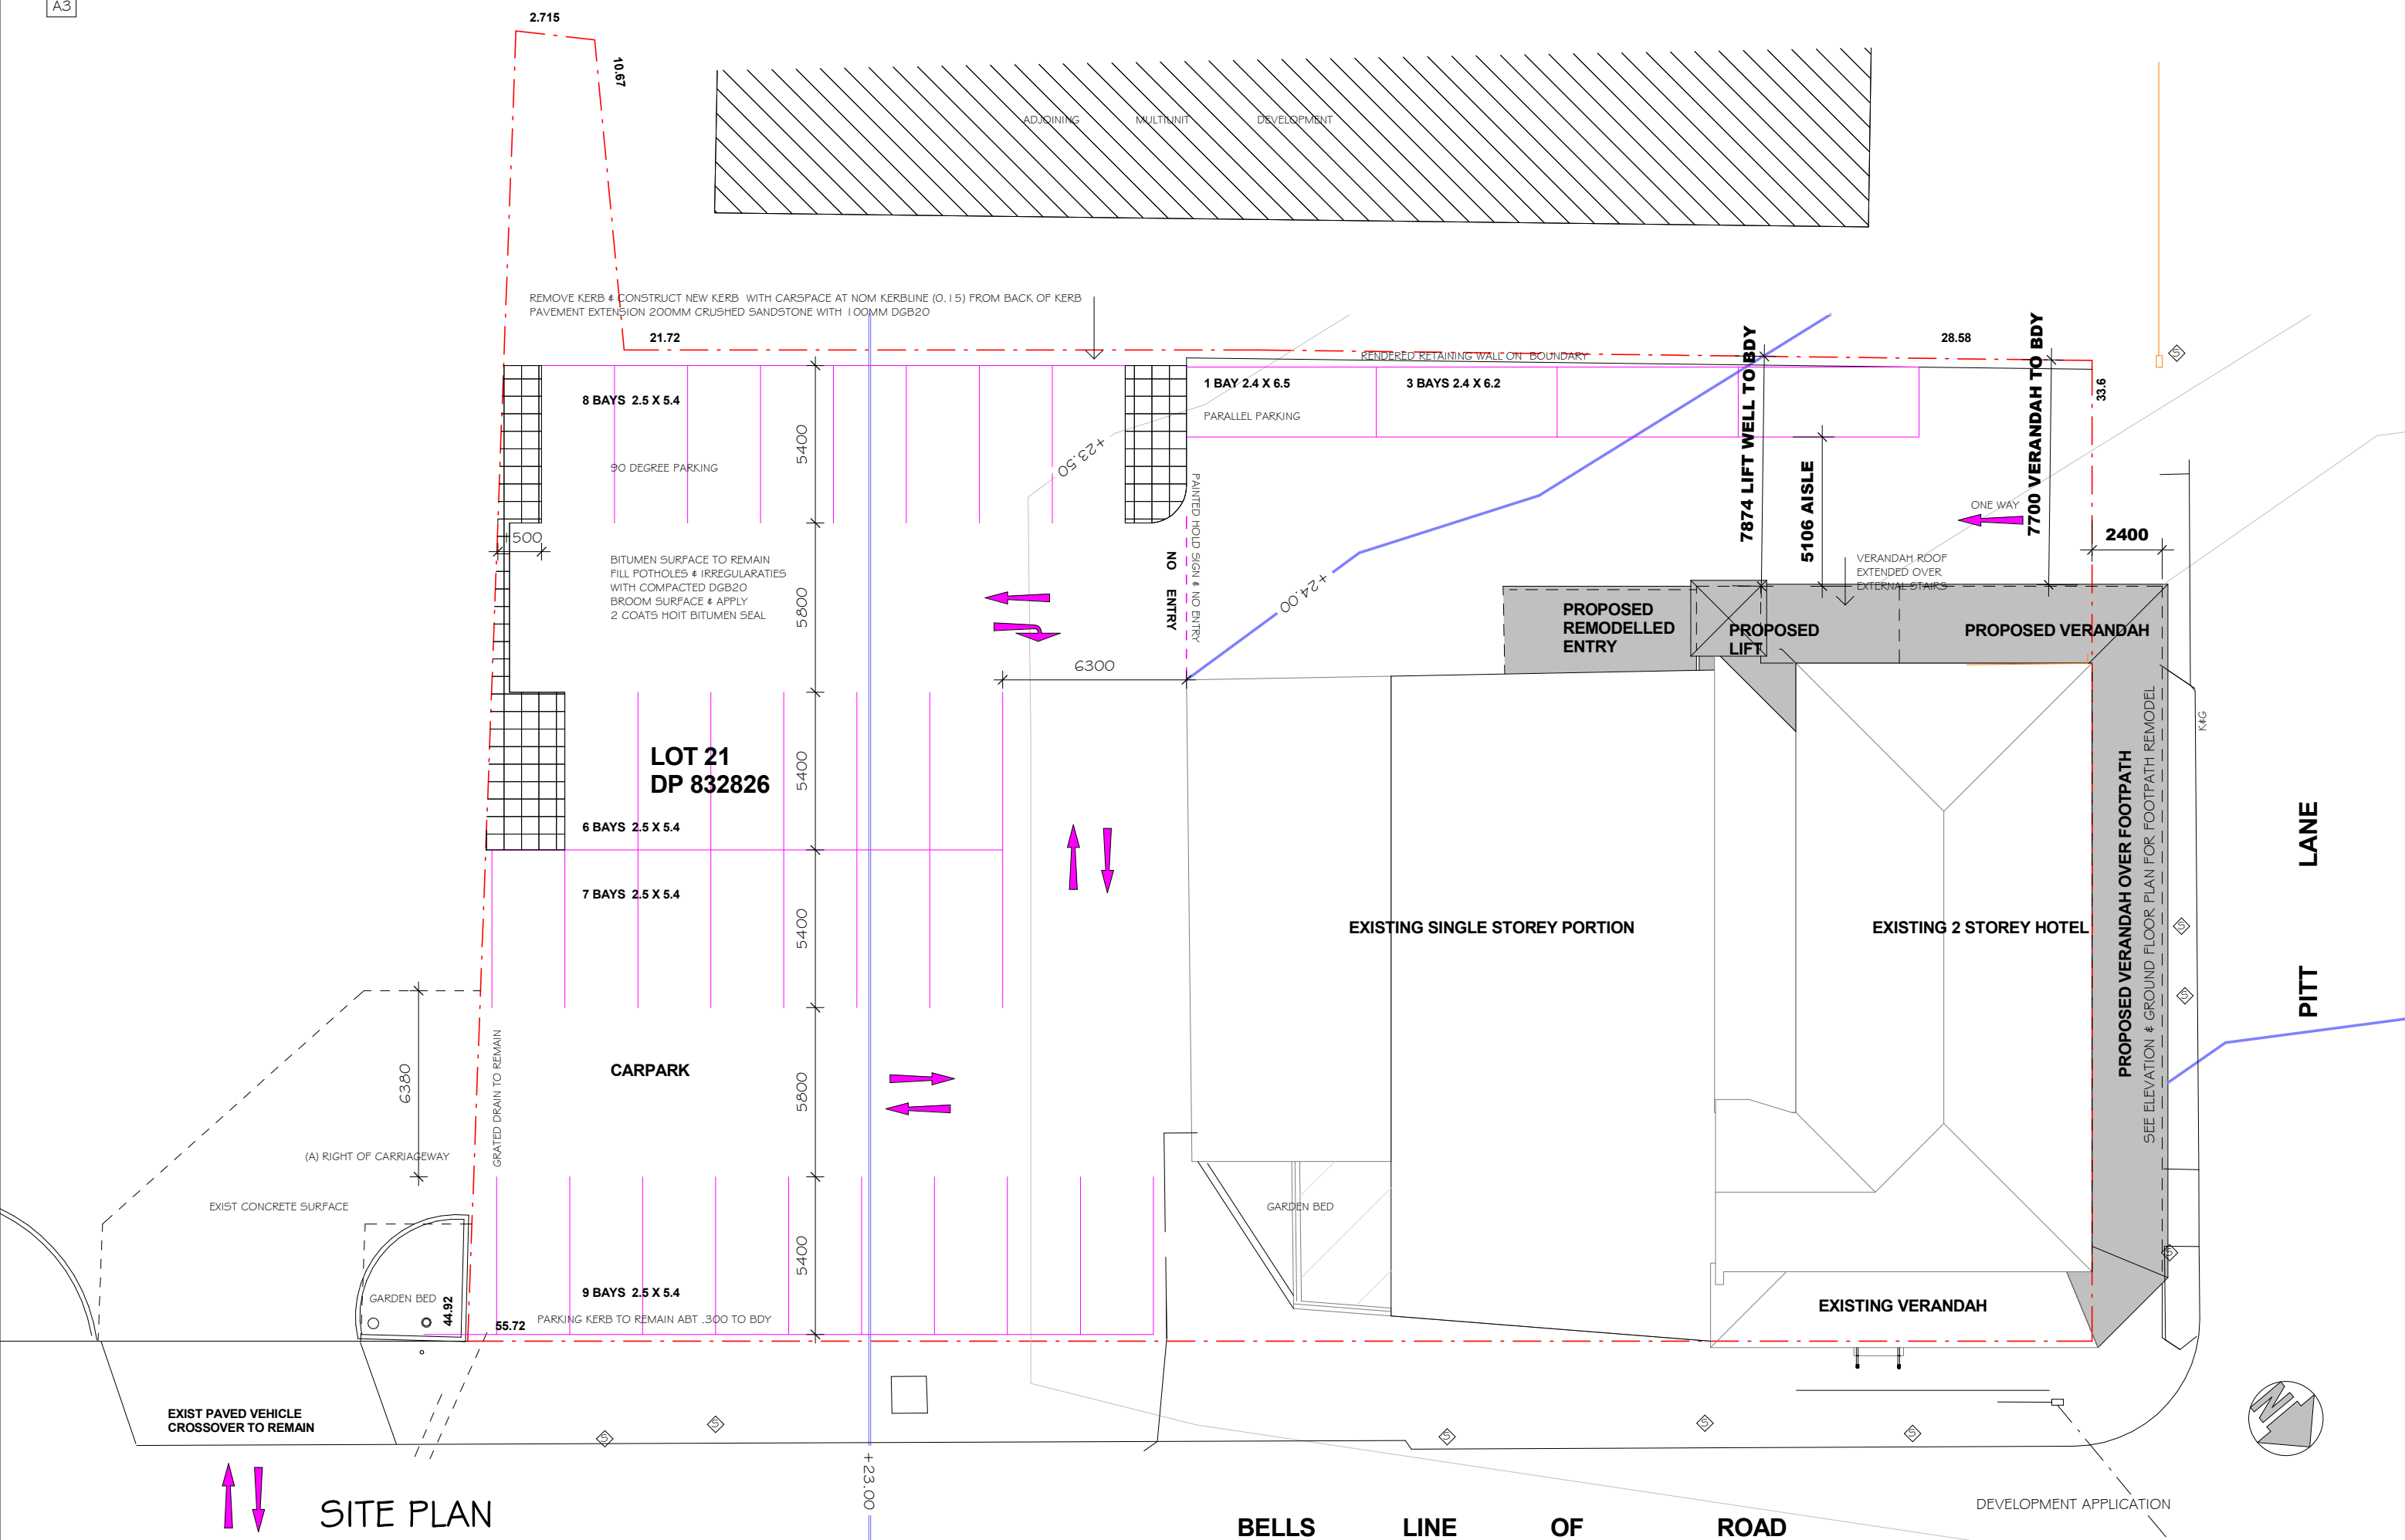 A3
2.715
10.67
ADJOINING MULTIUNIT DEVELOPMENT
REMOVE KERB & CONSTRUCT NEW KERB WITH CARSPACE AT NOM KERBLINE (0.15) FROM BACK OF KERB
PAVEMENT EXTENSION 200MM CRUSHED SANDSTONE WITH 100MM DGB20
21.72
28.58
RENDERED RETAINING WALL ON BOUNDARY
33.6
8 BAYS 2.5 X 5.4
1 BAY 2.4 X 6.5
3 BAYS 2.4 X 6.2
PARALLEL PARKING
90 DEGREE PARKING
5400
+23.50
7874 LIFT WELL TO BDY
5106 AISLE
7700 VERANDAH TO BDY
ONE WAY
2400
1500
BITUMEN SURFACE TO REMAIN
FILL POTHOLES & IRREGULARATIES
WITH COMPACTED DGB20
BROOM SURFACE & APPLY
2 COATS HOIT BITUMEN SEAL
5800
NO ENTRY
PAINTED HOLD SIGN & NO ENTRY
+24.00
VERANDAH ROOF
EXTENDED OVER
EXTERNAL STAIRS
PROPOSED
REMODELLED
ENTRY
PROPOSED
LIFT
PROPOSED VERANDAH
6300
LOT 21
DP 832826
5400
K&G
6 BAYS 2.5 X 5.4
7 BAYS 2.5 X 5.4
5400
EXISTING SINGLE STOREY PORTION
EXISTING 2 STOREY HOTEL
PROPOSED VERANDAH OVER FOOTPATH
SEE ELEVATION & GROUND FLOOR PLAN FOR FOOTPATH REMODEL
PITT LANE
CARPARK
GRATED DRAIN TO REMAIN
6380
5800
(A) RIGHT OF CARRIAGEWAY
EXIST CONCRETE SURFACE
GARDEN BED
5400
GARDEN BED
44.92
9 BAYS 2.5 X 5.4
55.72
PARKING KERB TO REMAIN ABT .300 TO BDY
EXISTING VERANDAH
EXIST PAVED VEHICLE
CROSSOVER TO REMAIN
S
S
S
S
S
S
S
S
S
N
+23.00
SITE PLAN
DEVELOPMENT APPLICATION
BELLS LINE OF ROAD